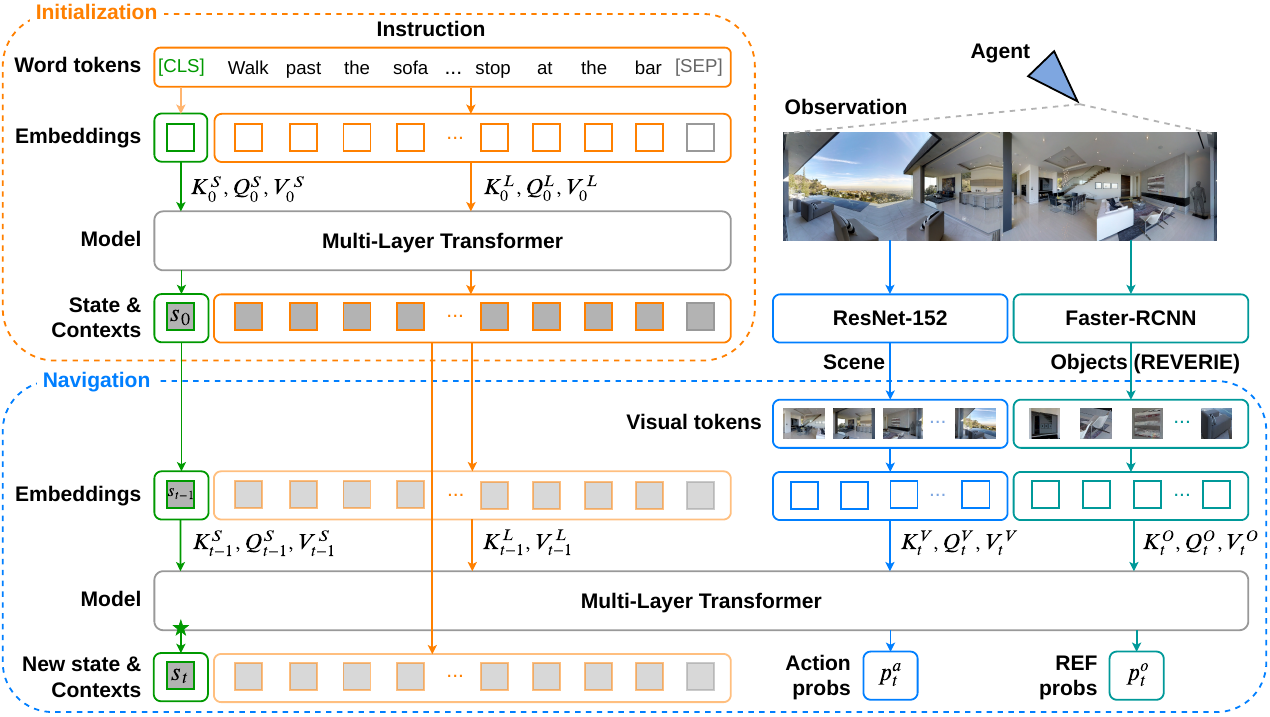 Initialization
Instruction
Word tokens
[CLS] Walk past the sofa ... stop at the bar [SEP]
Agent
Observation
Embeddings
...
K_0^S, Q_0^S, V_0^S
K_0^L, Q_0^L, V_0^L
Model
Multi-Layer Transformer
State &
Contexts
s_0
...
ResNet-152
Faster-RCNN
Scene
Objects (REVERIE)
Navigation
Visual tokens
...
...
Embeddings
s_{t-1}
...
...
...
K_{t-1}^S, Q_{t-1}^S, V_{t-1}^S
K_{t-1}^L, V_{t-1}^L
K_t^V, Q_t^V, V_t^V
K_t^O, Q_t^O, V_t^O
Model
Multi-Layer Transformer
New state &
Contexts
s_t
...
Action
probs
p_t^a
REF
probs
p_t^o